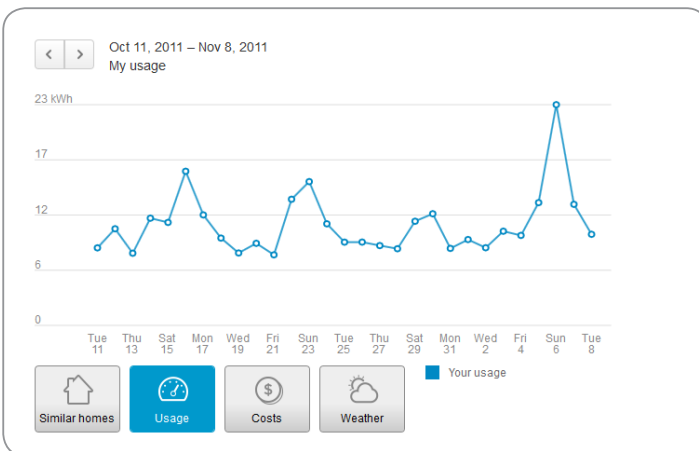 Oct 11, 2011 – Nov 8, 2011
My usage
23 kWh
17
12
6
0
Tue Thu Sat Mon Wed Fri Sun Tue Thu Sat Mon Wed Fri Sun Tue
11 13 15 17 19 21 23 25 27 29 31 2 4 6 8
Your usage
Similar homes Usage Costs Weather